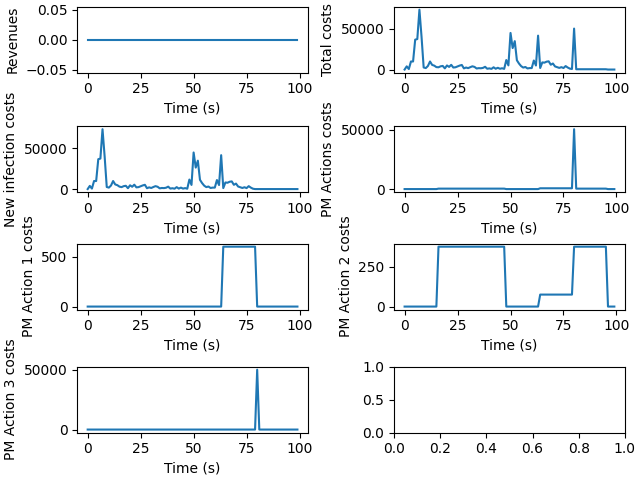 Revenues
0.05
0.00
−0.05
0 25 50 75 100
Time (s)
Total costs
50000
0
0 25 50 75 100
Time (s)
New infection costs
50000
0
0 25 50 75 100
Time (s)
PM Actions costs
50000
0
0 25 50 75 100
Time (s)
PM Action 1 costs
500
0
0 25 50 75 100
Time (s)
PM Action 2 costs
250
0
0 25 50 75 100
Time (s)
PM Action 3 costs
50000
0
0 25 50 75 100
Time (s)
1.0
0.5
0.0
0.0 0.2 0.4 0.6 0.8 1.0